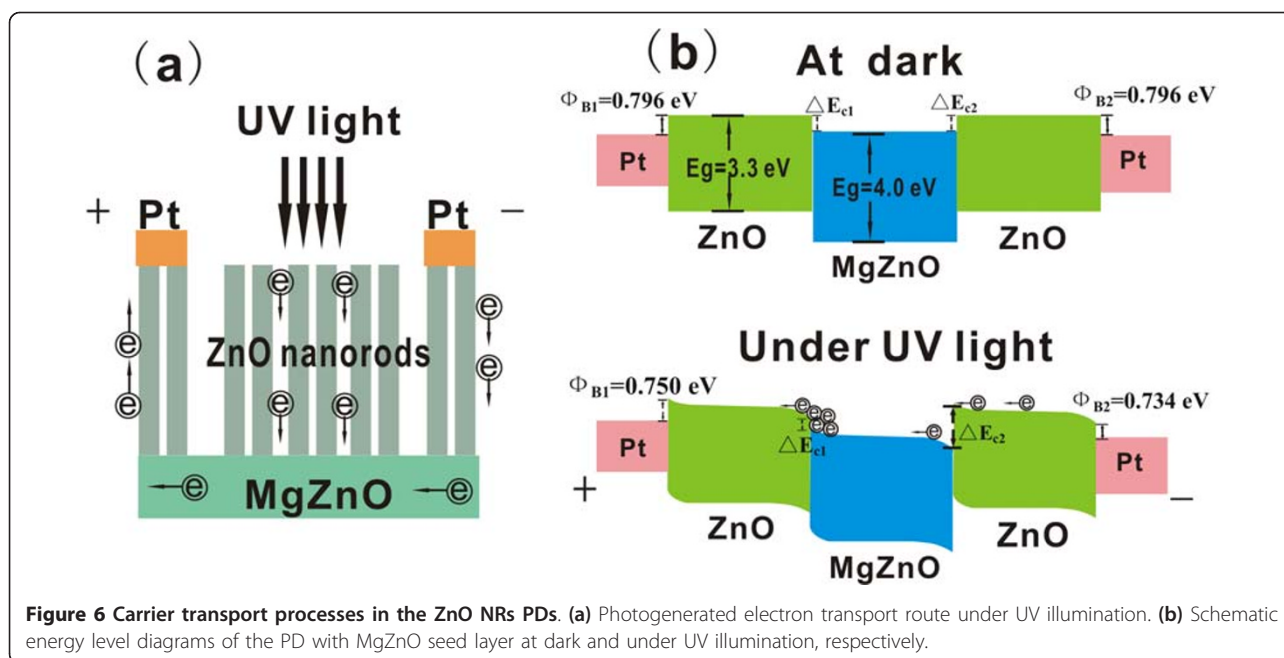 (a)
UV light
+ Pt Pt −
e e
e e
ZnO nanorods
e e
e e
e e
MgZnO
(b)
At dark
Φ B1=0.796 eV △E c1 △E c2 Φ B2=0.796 eV
Pt Eg=3.3 eV Eg=4.0 eV Pt
ZnO ZnO
MgZnO
Under UV light
Φ B1=0.750 eV e e e e e e e e Φ B2=0.734 eV
Pt △E c1 △E c2 Pt
+ −
ZnO ZnO
MgZnO
Figure 6 Carrier transport processes in the ZnO NRs PDs. (a) Photogenerated electron transport route under UV illumination. (b) Schematic
energy level diagrams of the PD with MgZnO seed layer at dark and under UV illumination, respectively.